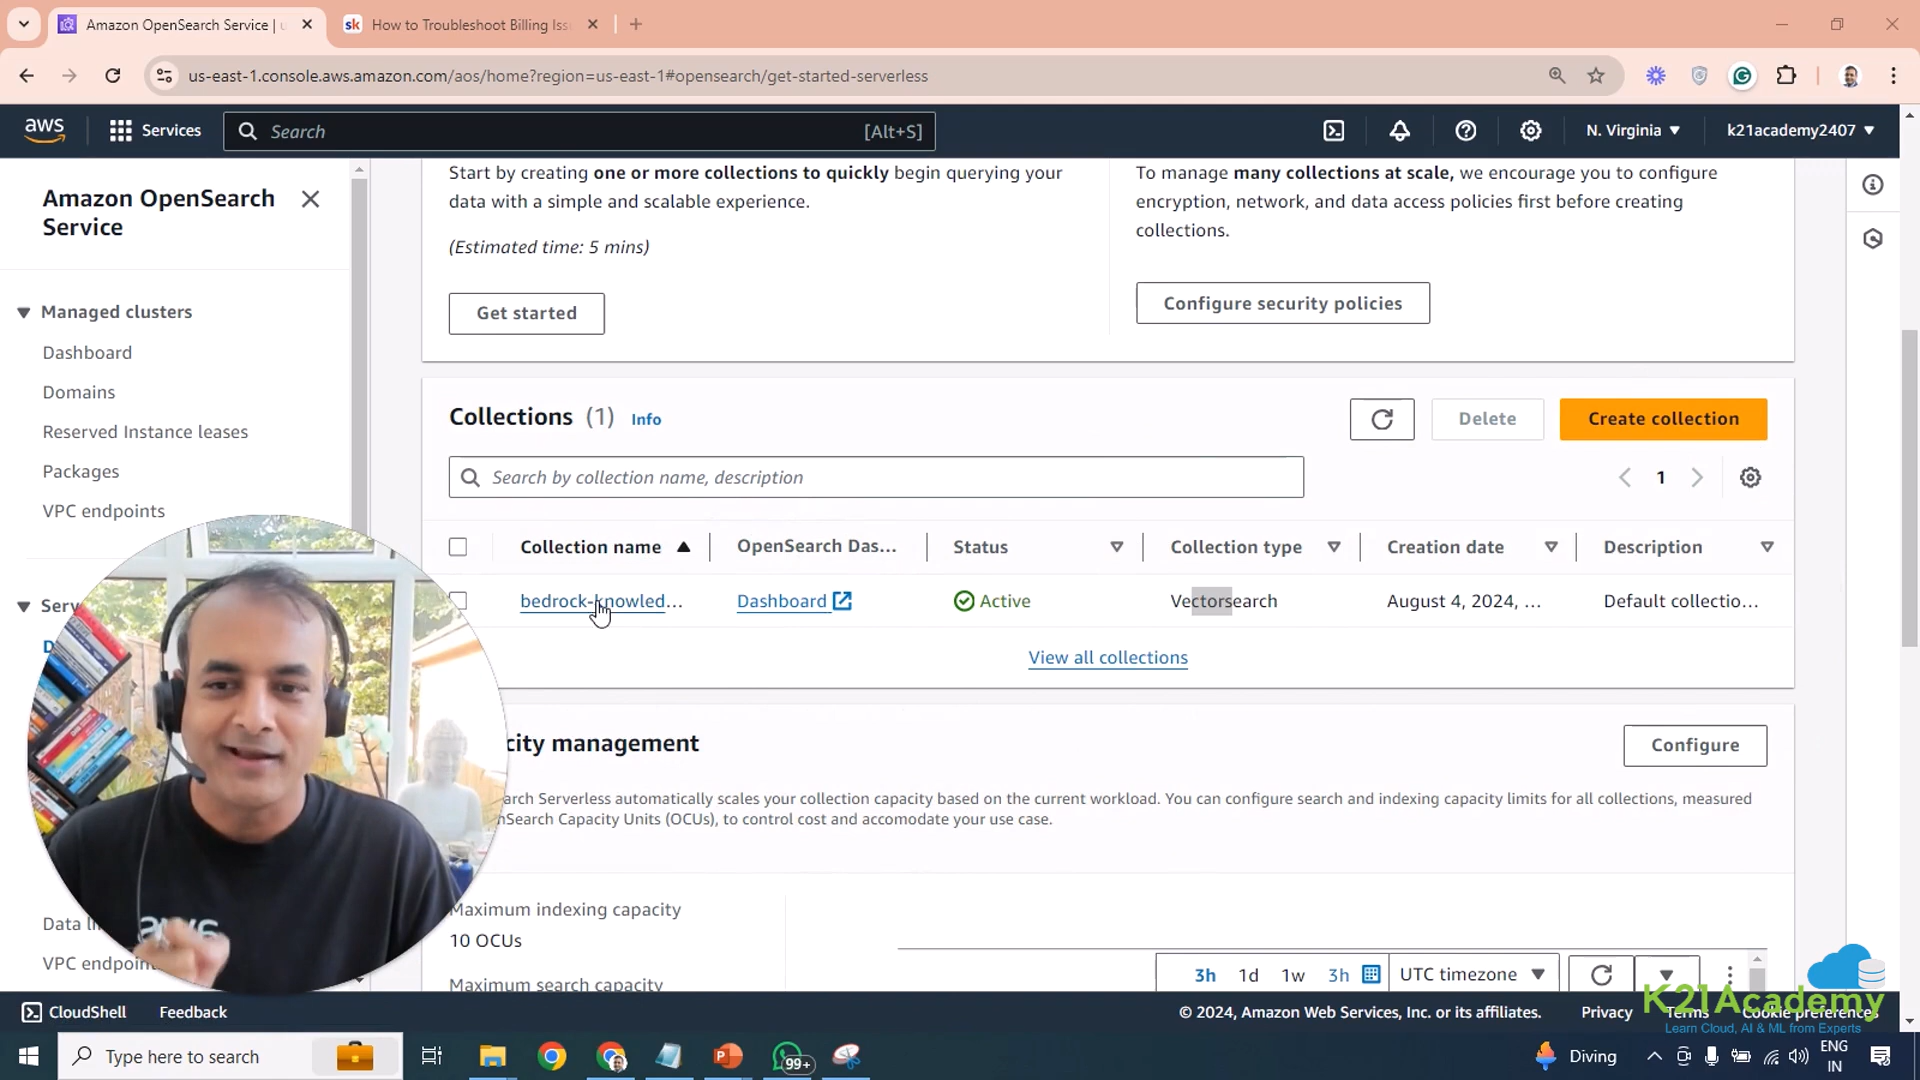 Amazon OpenSearch Service | u
How to Troubleshoot Billing Iss
sk
us-east-1.console.aws.amazon.com/aos/home?region=us-east-1#opensearch/get-started-serverless
aws
Services
Search
[Alt+S]
N. Virginia
k21academy2407
Amazon OpenSearch
Service
Managed clusters
Dashboard
Domains
Reserved Instance leases
Packages
VPC endpoints
Serv
D
Data l
VPC endpoin
Start by creating one or more collections to quickly begin querying your
data with a simple and scalable experience.
(Estimated time: 5 mins)
Get started
To manage many collections at scale, we encourage you to configure
encryption, network, and data access policies first before creating
collections.
Configure security policies
Collections (1) Info
Delete
Create collection
Search by collection name, description
1
Collection name
OpenSearch Das...
Status
Collection type
Creation date
Description
bedrock-knowled...
Dashboard
Active
Vectorsearch
August 4, 2024, ...
Default collectio...
View all collections
city management
Configure
arch Serverless automatically scales your collection capacity based on the current workload. You can configure search and indexing capacity limits for all collections, measured
nSearch Capacity Units (OCUs), to control cost and accomodate your use case.
Maximum indexing capacity
10 OCUs
Maximum search capacity
3h 1d 1w 3h UTC timezone
aws
CloudShell
Feedback
© 2024, Amazon Web Services, Inc. or its affiliates.
Privacy
Terms
Cookie preferences
K21Academy
Learn Cloud, AI & ML from Experts
Type here to search
99+
Diving
ENG
IN